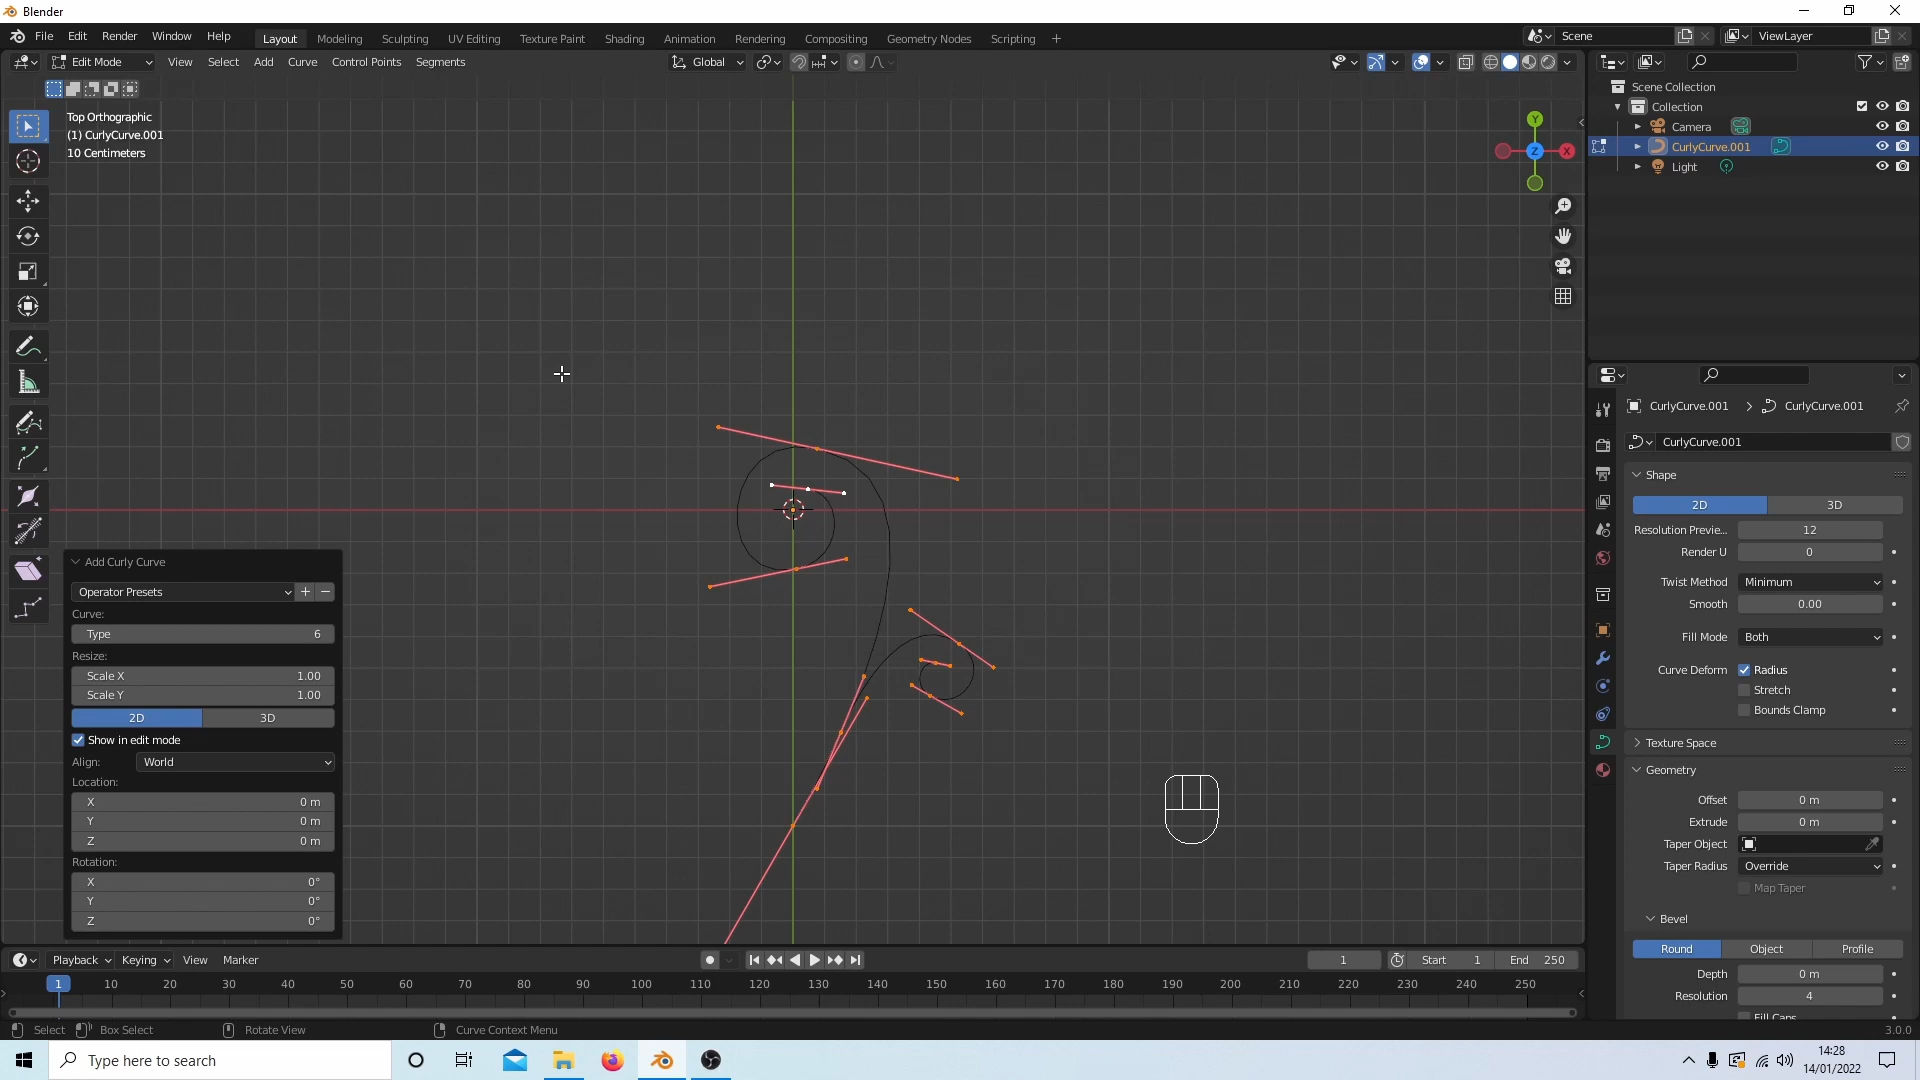 Blender
File Edit Render Window Help Layout Modeling Sculpting UV Editing Texture Paint Shading Animation Rendering Compositing Geometry Nodes Scripting + Scene ViewLayer
Edit Mode View Select Add Curve Control Points Segments Global
Top Orthographic
(1) CurlyCurve.001
10 Centimeters
Y
Z X
Scene Collection
Collection
Camera
CurlyCurve.001
Light
CurlyCurve.001 > CurlyCurve.001
CurlyCurve.001
Shape
2D 3D
Resolution Previe... 12
Render U 0
Twist Method Minimum
Smooth 0.00
Fill Mode Both
Curve Deform Radius
Stretch
Bounds Clamp
Texture Space
Geometry
Offset 0 m
Extrude 0 m
Taper Object
Taper Radius Override
Map Taper
Bevel
Round Object Profile
Depth 0 m
Resolution 4
Fill Caps
Add Curly Curve
Operator Presets + −
Curve:
Type 6
Resize:
Scale X 1.00
Scale Y 1.00
2D 3D
Show in edit mode
Align: World
Location:
X 0 m
Y 0 m
Z 0 m
Rotation:
X 0°
Y 0°
Z 0°
Playback Keying View Marker 1 Start 1 End 250
1 10 20 30 40 50 60 70 80 90 100 110 120 130 140 150 160 170 180 190 200 210 220 230 240 250
Select Box Select Rotate View Curve Context Menu 3.0.0
Type here to search
14:28
14/01/2022